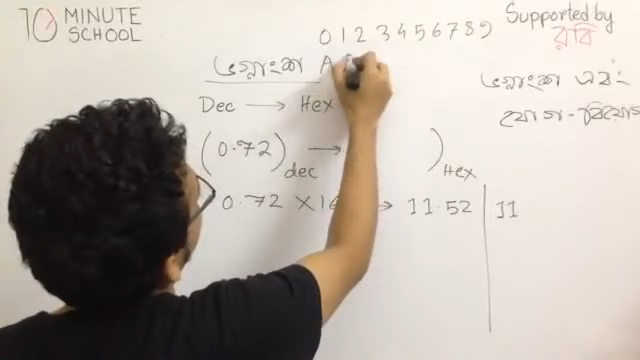 10 MINUTE SCHOOL
Supported by
রবি
0 1 2 3 4 5 6 7 8 9
ভগ্নাংশ A
ভগ্নাংশ এবং
যোগ-বিয়োগ
Dec → Hex
(0.72)dec → )Hex
0.72 × 16 → 11.52 | 11